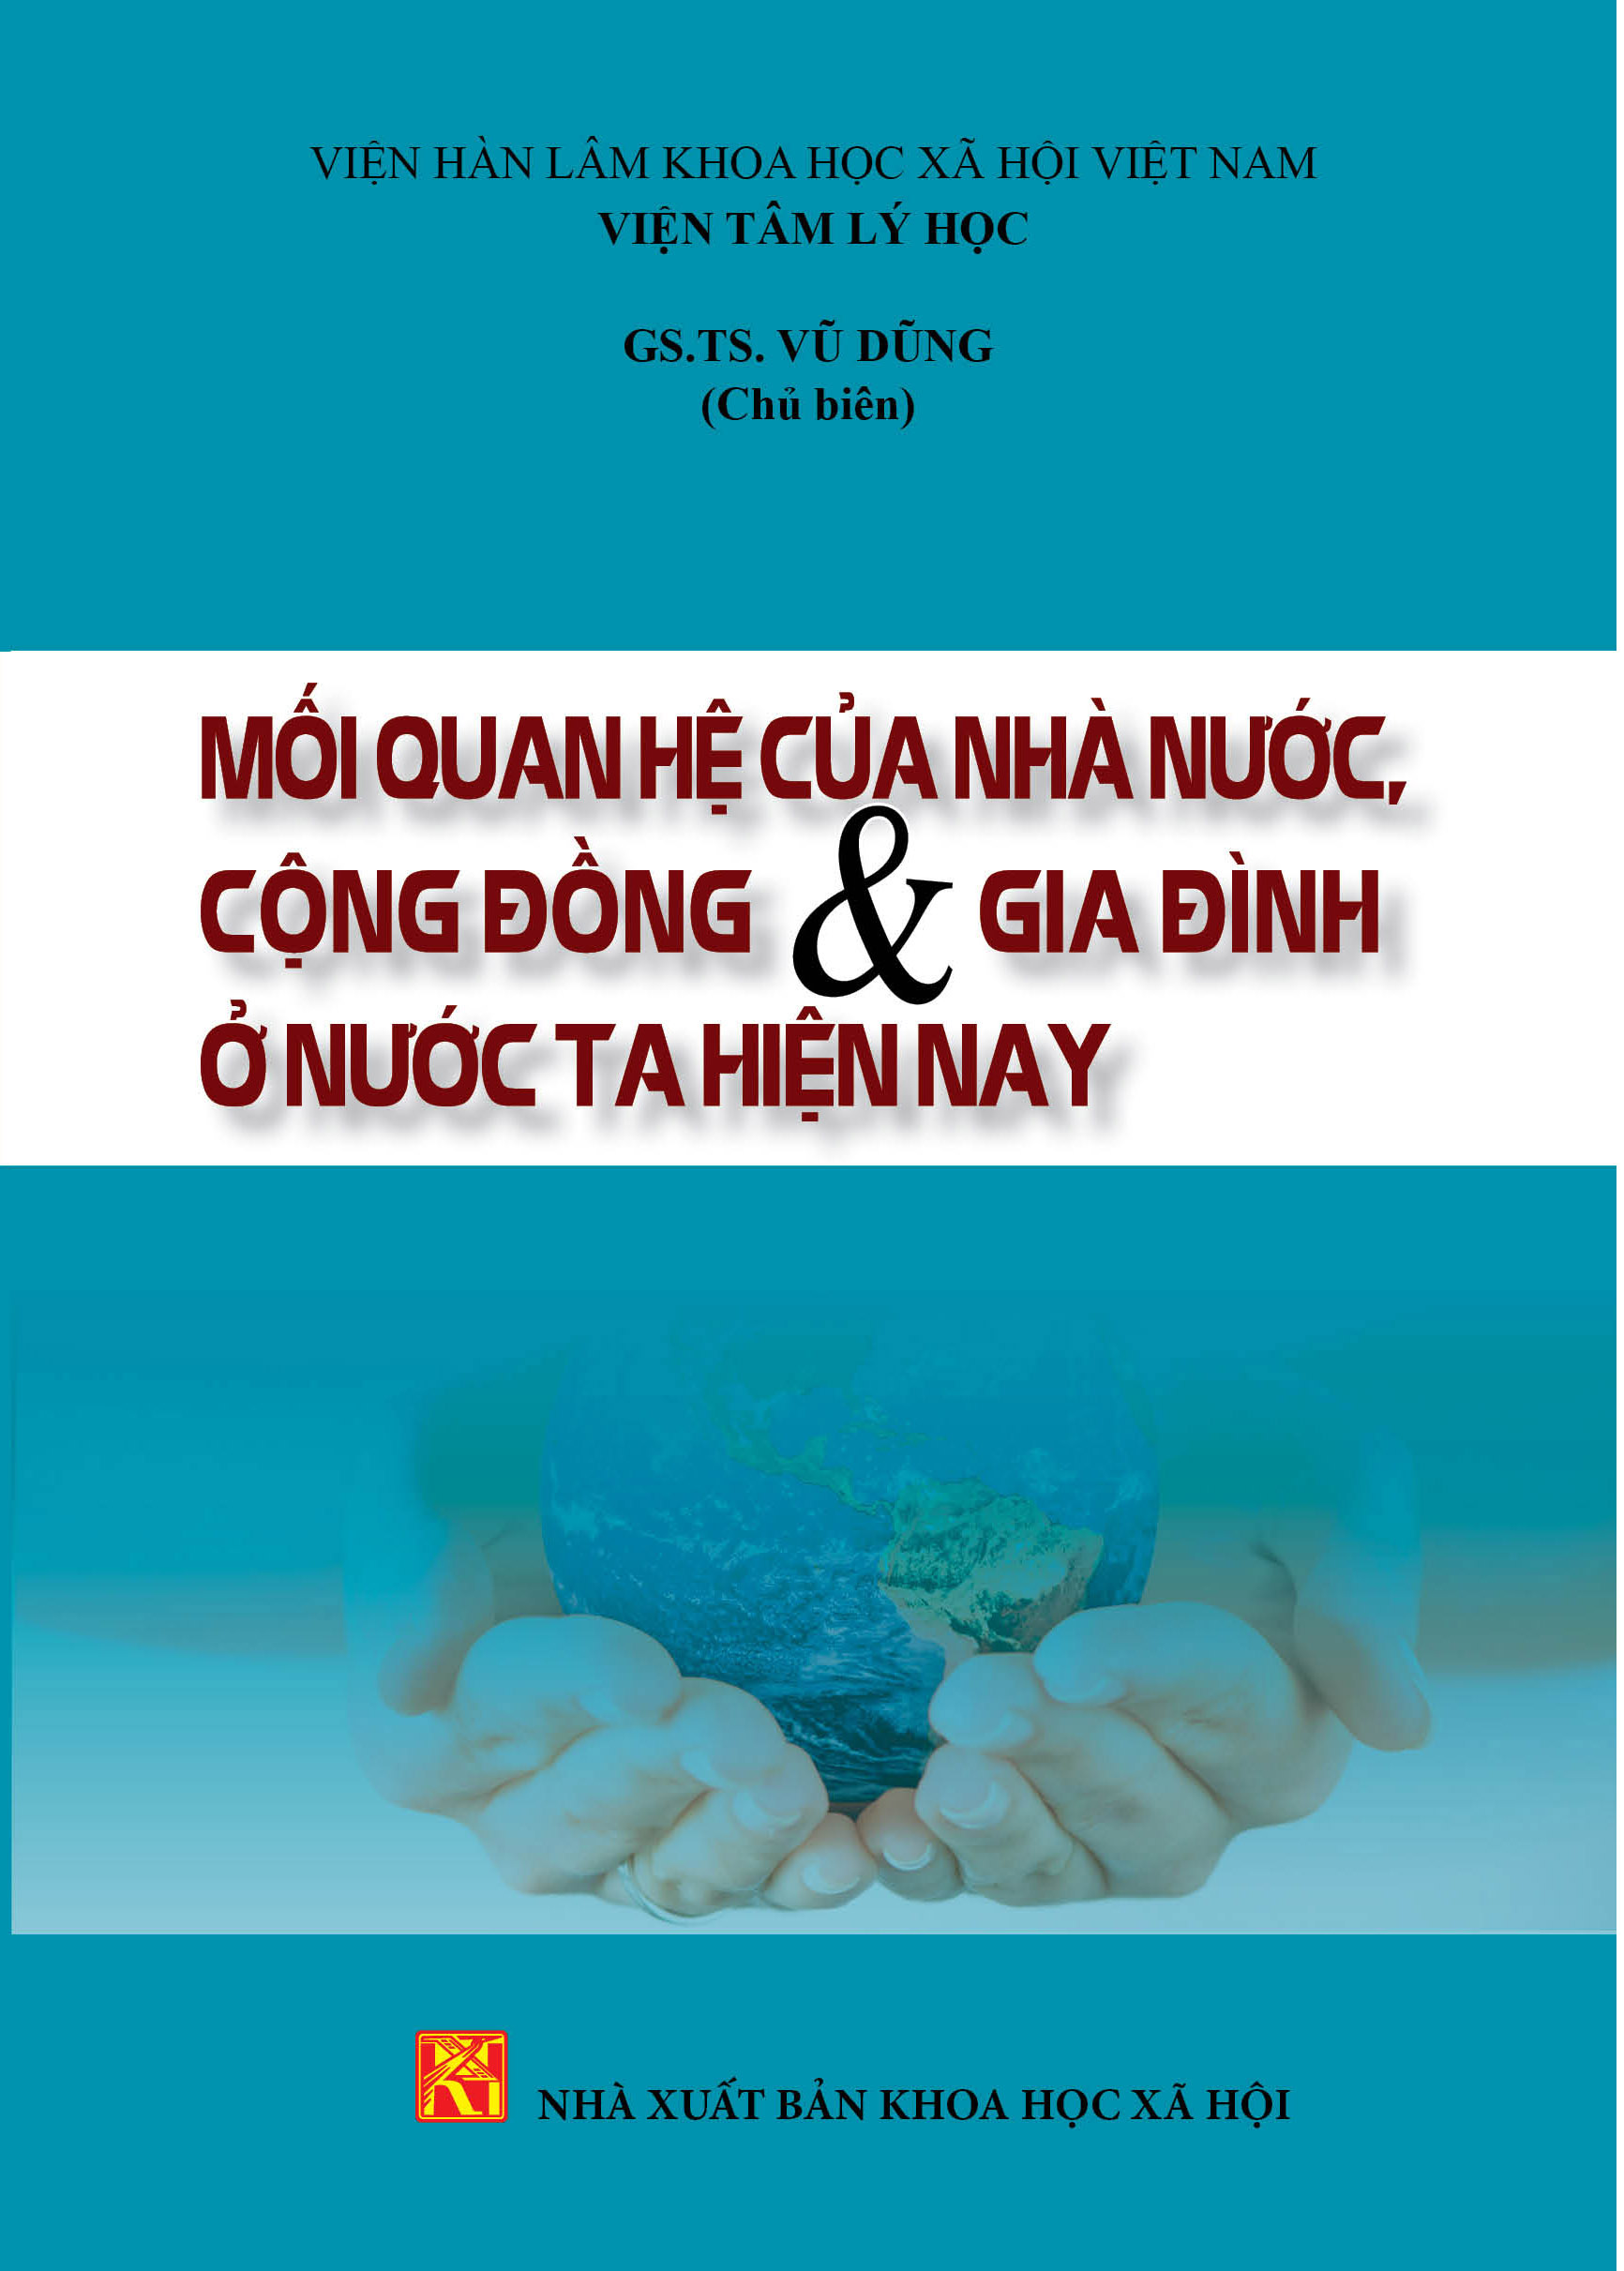 VIỆN HÀN LÂM KHOA HỌC XÃ HỘI VIỆT NAM
VIỆN TÂM LÝ HỌC
GS.TS. VŨ DŨNG
(Chủ biên)
MỐI QUAN HỆ CỦA NHÀ NƯỚC,
CỘNG ĐỒNG & GIA ĐÌNH
Ở NƯỚC TA HIỆN NAY
NHÀ XUẤT BẢN KHOA HỌC XÃ HỘI